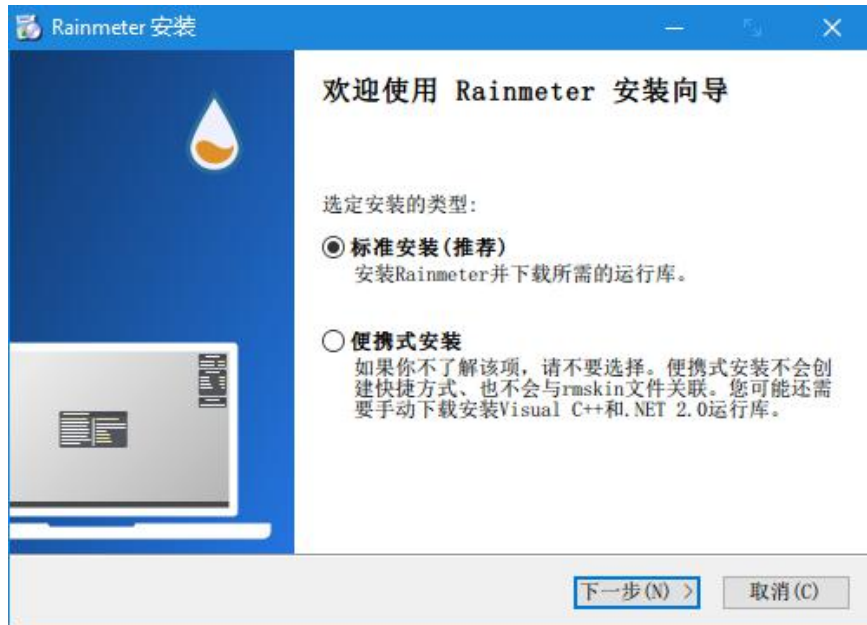 Rainmeter 安装
欢迎使用 Rainmeter 安装向导
选定安装的类型:
标准安装(推荐)
安装Rainmeter并下载所需的运行库。
便携式安装
如果你不了解该项，请不要选择。便携式安装不会创
建快捷方式、也不会与rmskin文件关联。您可能还需
要手动下载安装Visual C++和.NET 2.0运行库。
下一步(N) >
取消(C)